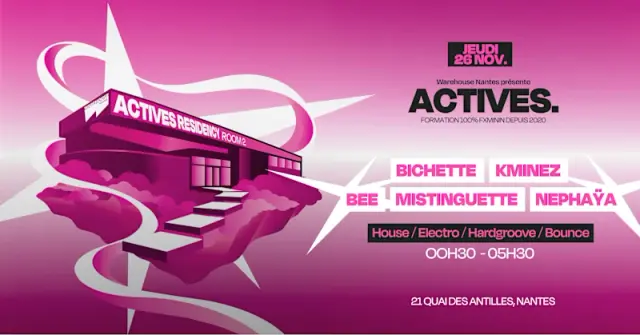 ACTIVES RESIDENCY ROOM 2
JEUDI
26 NOV.
Warehouse Nantes présente
ACTIVES.
FORMATION 100% FXMININ DEPUIS 2020
BICHETTE KMINEZ
BEE MISTINGUETTE NEPHAŸA
House / Electro / Hardgroove / Bounce
00H30 - 05H30
21 QUAI DES ANTILLES, NANTES